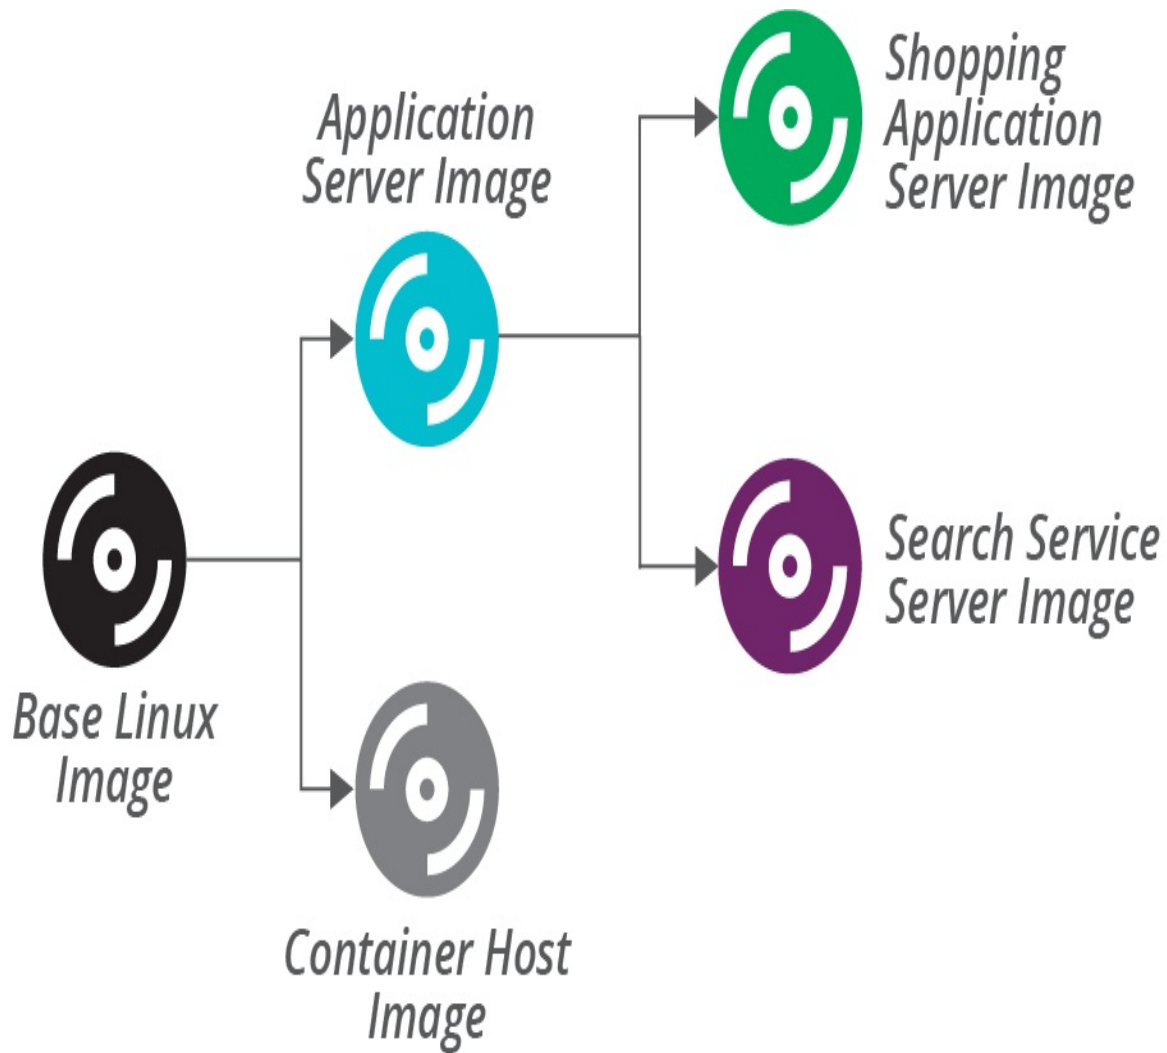 Shopping
Application
Server Image
Application
Server Image
Search Service
Server Image
Base Linux
Image
Container Host
Image